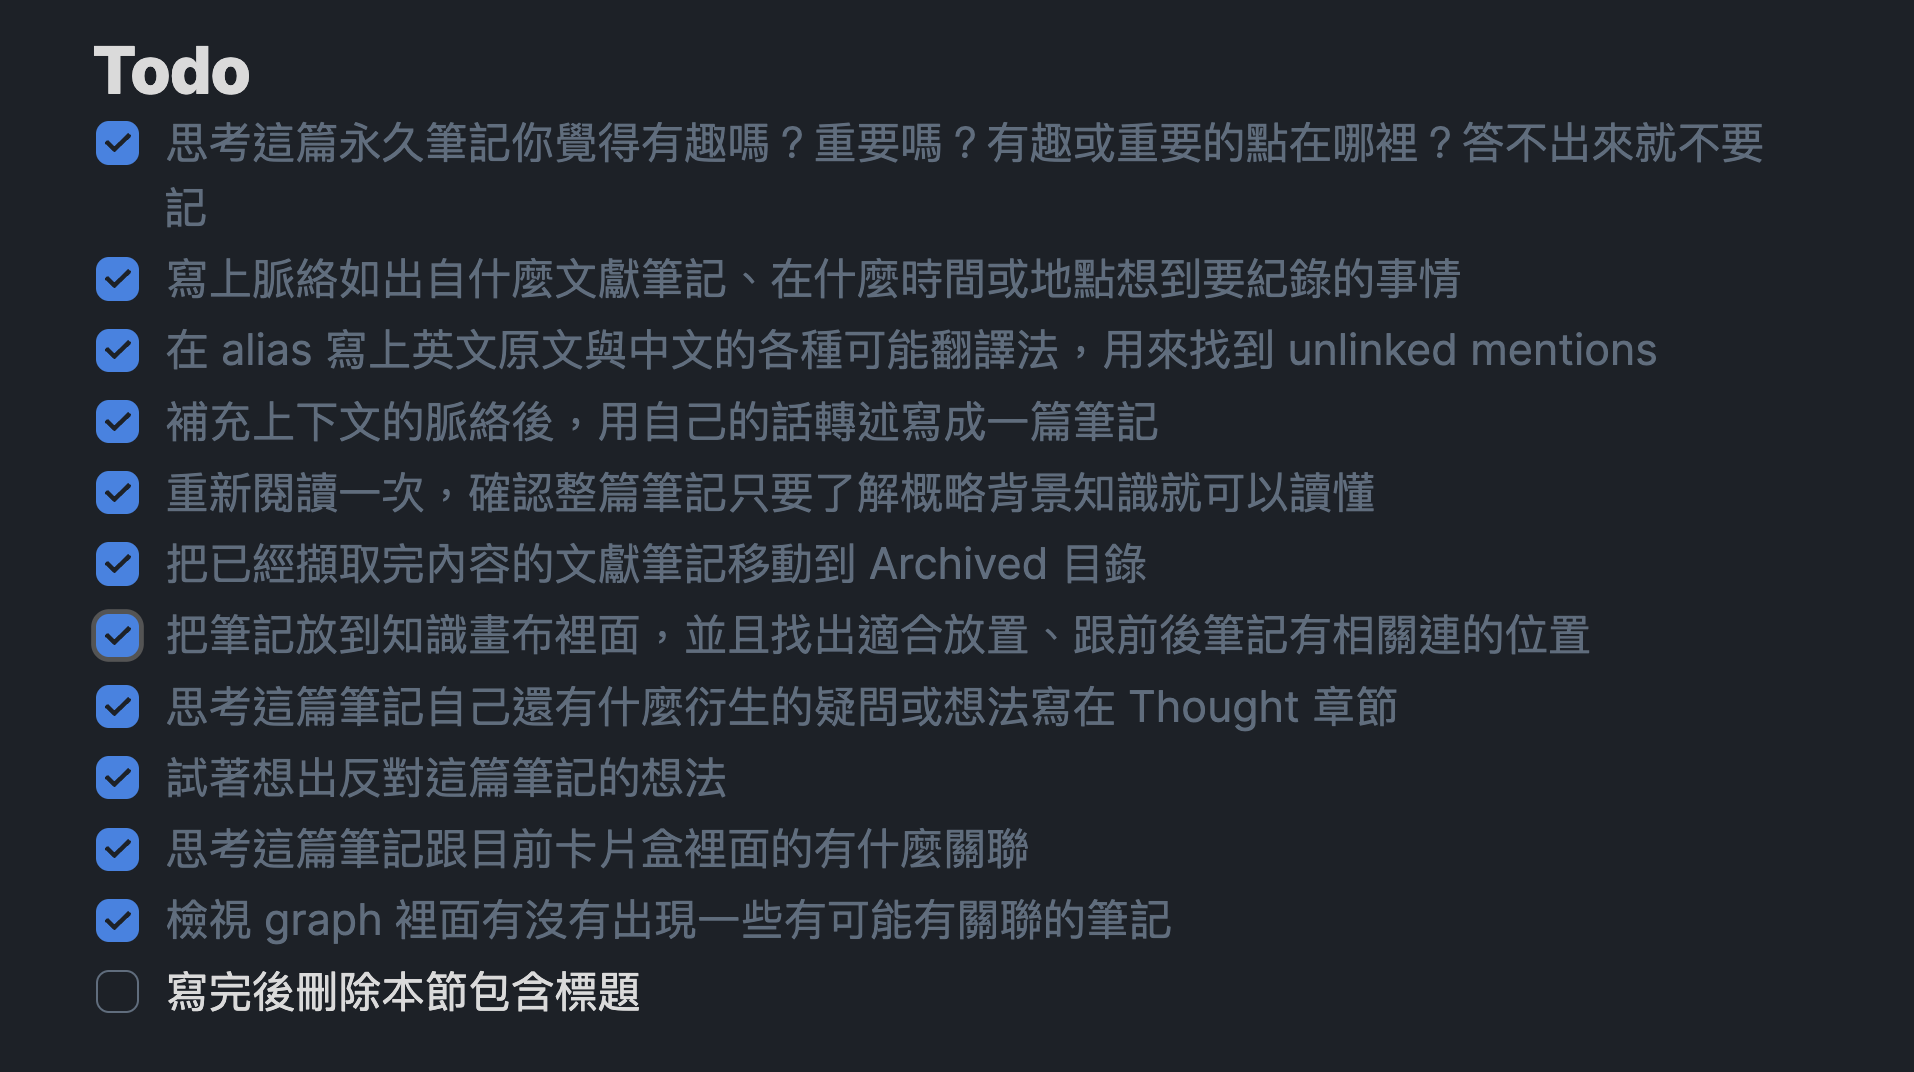 Todo
思考這篇永久筆記你覺得有趣嗎？重要嗎？有趣或重要的點在哪裡？答不出來就不要
記
寫上脈絡如出自什麼文獻筆記、在什麼時間或地點想到要紀錄的事情
在 alias 寫上英文原文與中文的各種可能翻譯法，用來找到 unlinked mentions
補充上下文的脈絡後，用自己的話轉述寫成一篇筆記
重新閱讀一次，確認整篇筆記只要了解概略背景知識就可以讀懂
把已經擷取完內容的文獻筆記移動到 Archived 目錄
把筆記放到知識畫布裡面，並且找出適合放置、跟前後筆記有相關連的位置
思考這篇筆記自己還有什麼衍生的疑問或想法寫在 Thought 章節
試著想出反對這篇筆記的想法
思考這篇筆記跟目前卡片盒裡面的有什麼關聯
檢視 graph 裡面有沒有出現一些有可能有關聯的筆記
寫完後刪除本節包含標題